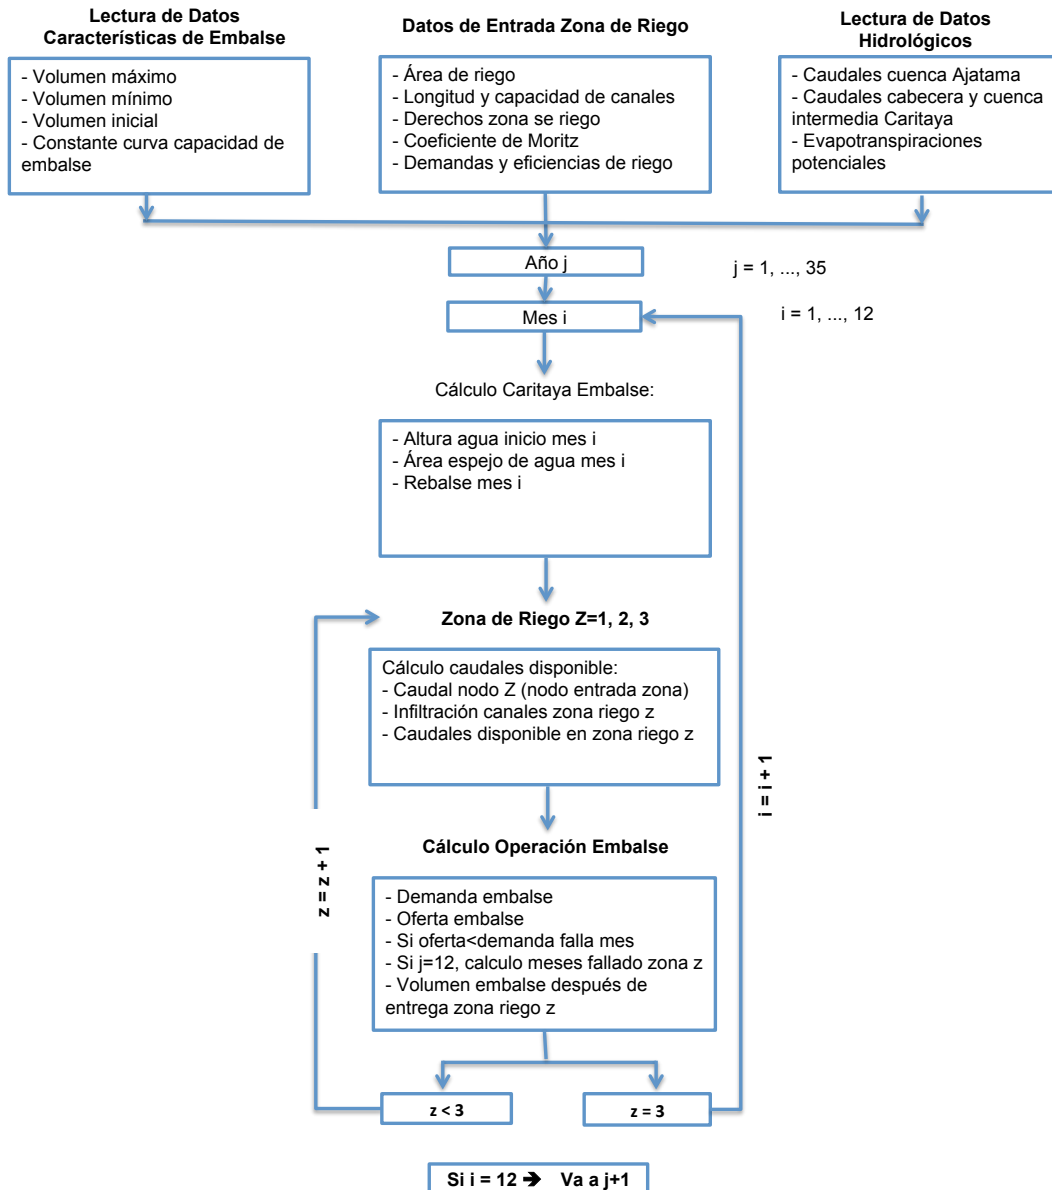 Lectura de Datos
Características de Embalse
- Volumen máximo
- Volumen mínimo
- Volumen inicial
- Constante curva capacidad de
embalse
Datos de Entrada Zona de Riego
- Área de riego
- Longitud y capacidad de canales
- Derechos zona se riego
- Coeficiente de Moritz
- Demandas y eficiencias de riego
Lectura de Datos
Hidrológicos
- Caudales cuenca Ajatama
- Caudales cabecera y cuenca
intermedia Caritaya
- Evapotranspiraciones
potenciales
Año j
j = 1, ..., 35
Mes i
i = 1, ..., 12
Cálculo Caritaya Embalse:
- Altura agua inicio mes i
- Área espejo de agua mes i
- Rebalse mes i
Zona de Riego Z=1, 2, 3
Cálculo caudales disponible:
- Caudal nodo Z (nodo entrada zona)
- Infiltración canales zona riego z
- Caudales disponible en zona riego z
i = i + 1
Cálculo Operación Embalse
z = z + 1
- Demanda embalse
- Oferta embalse
- Si oferta<demanda falla mes
- Si j=12, calculo meses fallado zona z
- Volumen embalse después de
entrega zona riego z
z < 3
z = 3
Si i = 12 ➔ Va a j+1